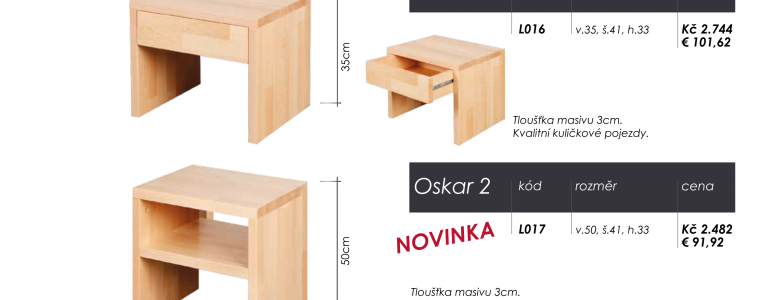 L016 v.35, š.41, h.33 Kč 2.744
€ 101,62
35cm
Tloušťka masivu 3cm.
Kvalitní kuličkové pojezdy.
Oskar 2 kód rozměr cena
NOVINKA
L017 v.50, š.41, h.33 Kč 2.482
€ 91,92
50cm
Tloušťka masivu 3cm.